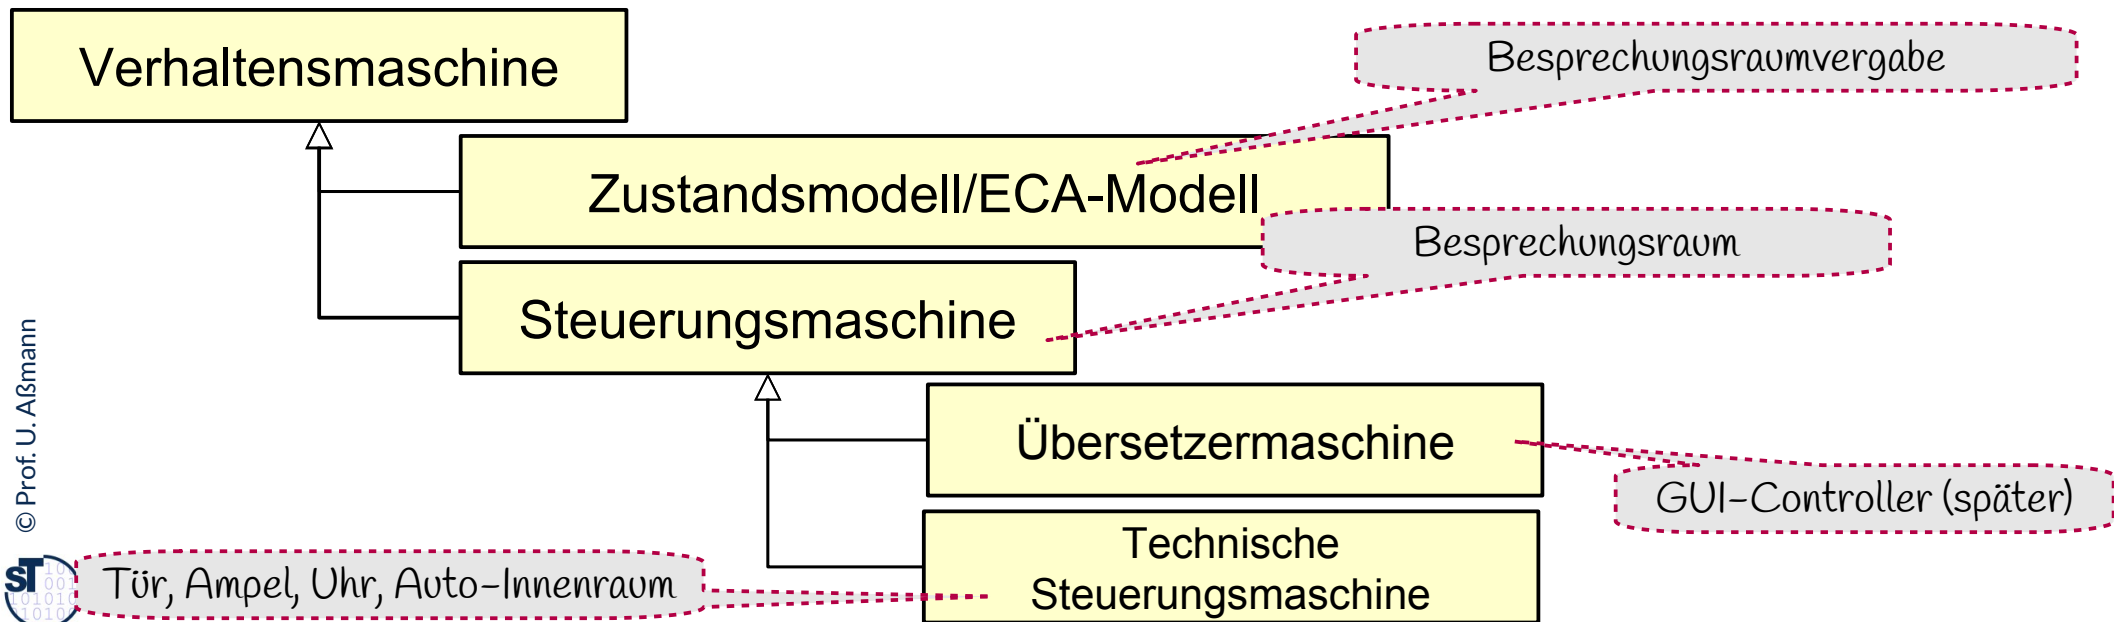 Verhaltensmaschine
Besprechungsraumvergabe
Zustandsmodell/ECA-Modell
Besprechungsraum
Steuerungsmaschine
Übersetzermaschine
GUI-Controller (später)
Technische
Steuerungsmaschine
Tür, Ampel, Uhr, Auto-Innenraum
© Prof. U. Aßmann
ST